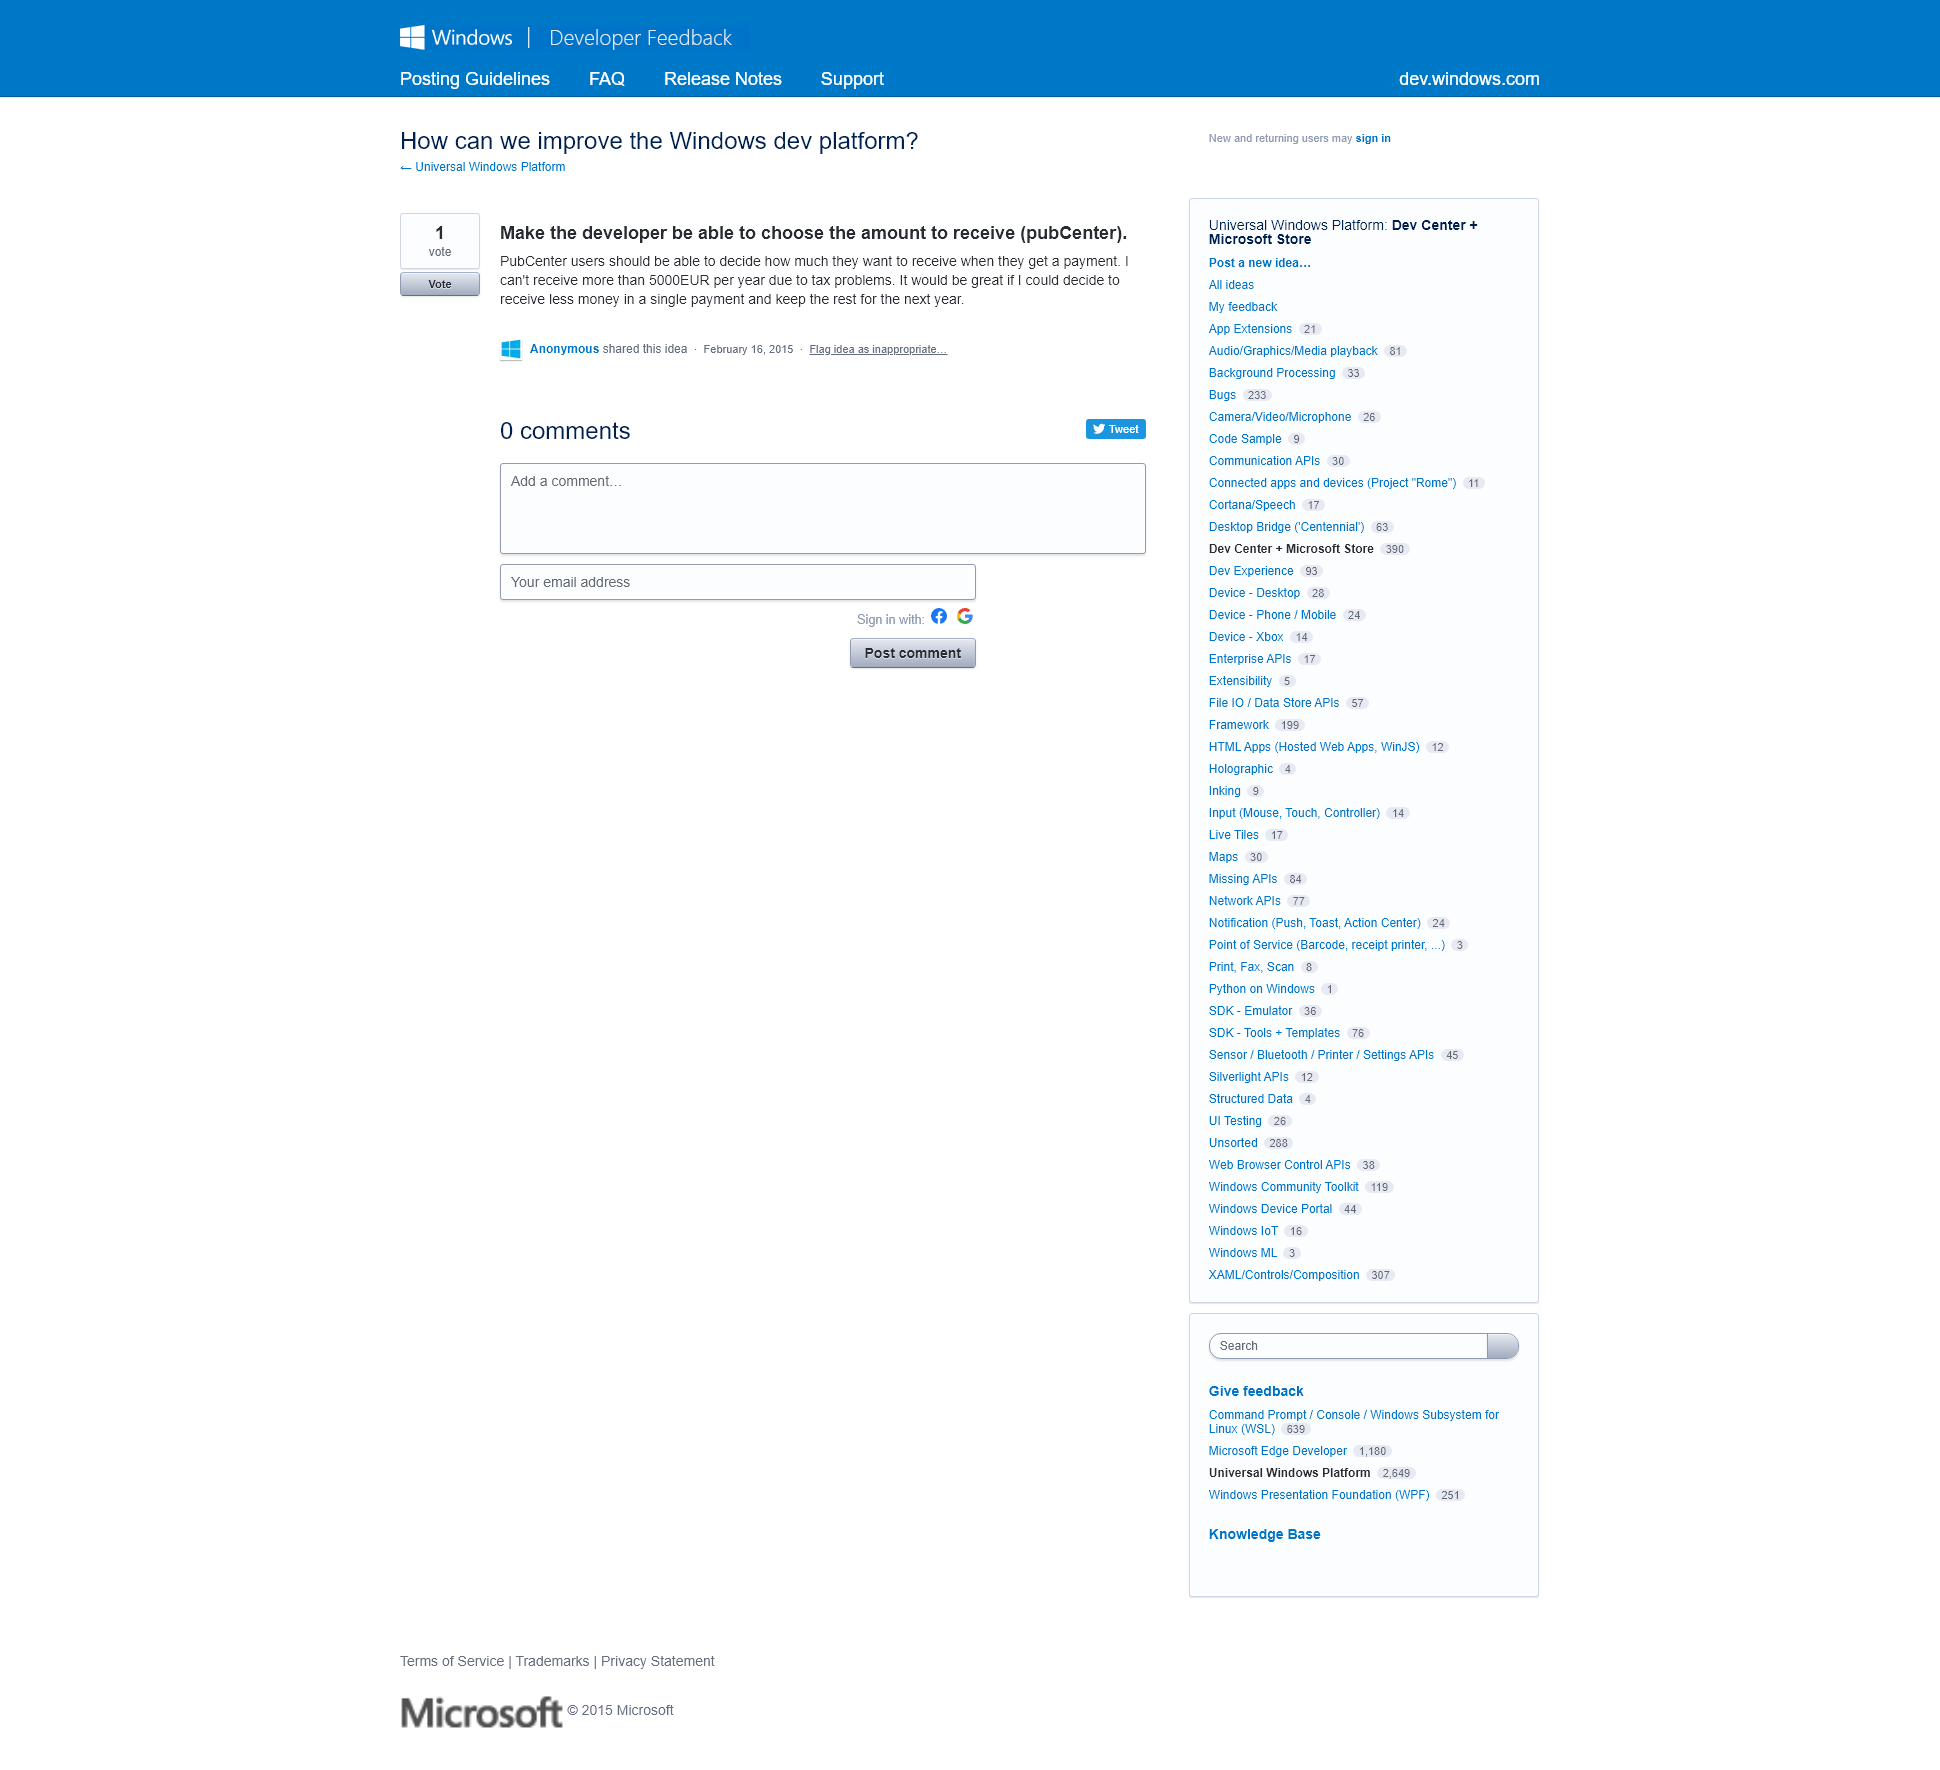 Windows | Developer Feedback
Posting Guidelines FAQ Release Notes Support dev.windows.com
How can we improve the Windows dev platform?
← Universal Windows Platform
New and returning users may sign in
1
vote
Vote
Make the developer be able to choose the amount to receive (pubCenter).
PubCenter users should be able to decide how much they want to receive when they get a payment. I
can't receive more than 5000EUR per year due to tax problems. It would be great if I could decide to
receive less money in a single payment and keep the rest for the next year.
Anonymous shared this idea · February 16, 2015 · Flag idea as inappropriate…
0 comments
Tweet
Add a comment…
Your email address
Sign in with:
Post comment
Universal Windows Platform: Dev Center +
Microsoft Store
Post a new idea…
All ideas
My feedback
App Extensions 21
Audio/Graphics/Media playback 81
Background Processing 33
Bugs 233
Camera/Video/Microphone 26
Code Sample 9
Communication APIs 30
Connected apps and devices (Project "Rome") 11
Cortana/Speech 17
Desktop Bridge ('Centennial') 63
Dev Center + Microsoft Store 390
Dev Experience 93
Device - Desktop 28
Device - Phone / Mobile 24
Device - Xbox 14
Enterprise APIs 17
Extensibility 5
File IO / Data Store APIs 57
Framework 199
HTML Apps (Hosted Web Apps, WinJS) 12
Holographic 4
Inking 9
Input (Mouse, Touch, Controller) 14
Live Tiles 17
Maps 30
Missing APIs 84
Network APIs 77
Notification (Push, Toast, Action Center) 24
Point of Service (Barcode, receipt printer, ...) 3
Print, Fax, Scan 8
Python on Windows 1
SDK - Emulator 36
SDK - Tools + Templates 76
Sensor / Bluetooth / Printer / Settings APIs 45
Silverlight APIs 12
Structured Data 4
UI Testing 26
Unsorted 288
Web Browser Control APIs 38
Windows Community Toolkit 119
Windows Device Portal 44
Windows IoT 16
Windows ML 3
XAML/Controls/Composition 307
Search
Give feedback
Command Prompt / Console / Windows Subsystem for
Linux (WSL) 639
Microsoft Edge Developer 1,180
Universal Windows Platform 2,649
Windows Presentation Foundation (WPF) 251
Knowledge Base
Terms of Service | Trademarks | Privacy Statement
Microsoft © 2015 Microsoft